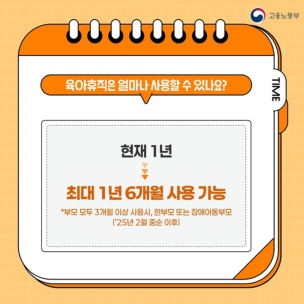 고용노동부
육아휴직은 얼마나 사용할 수 있나요?
TIME
현재 1년
최대 1년 6개월 사용 가능
*부모 모두 3개월 이상 사용시, 한부모 또는 장애아동부모
('25년 2월 중순 이후)